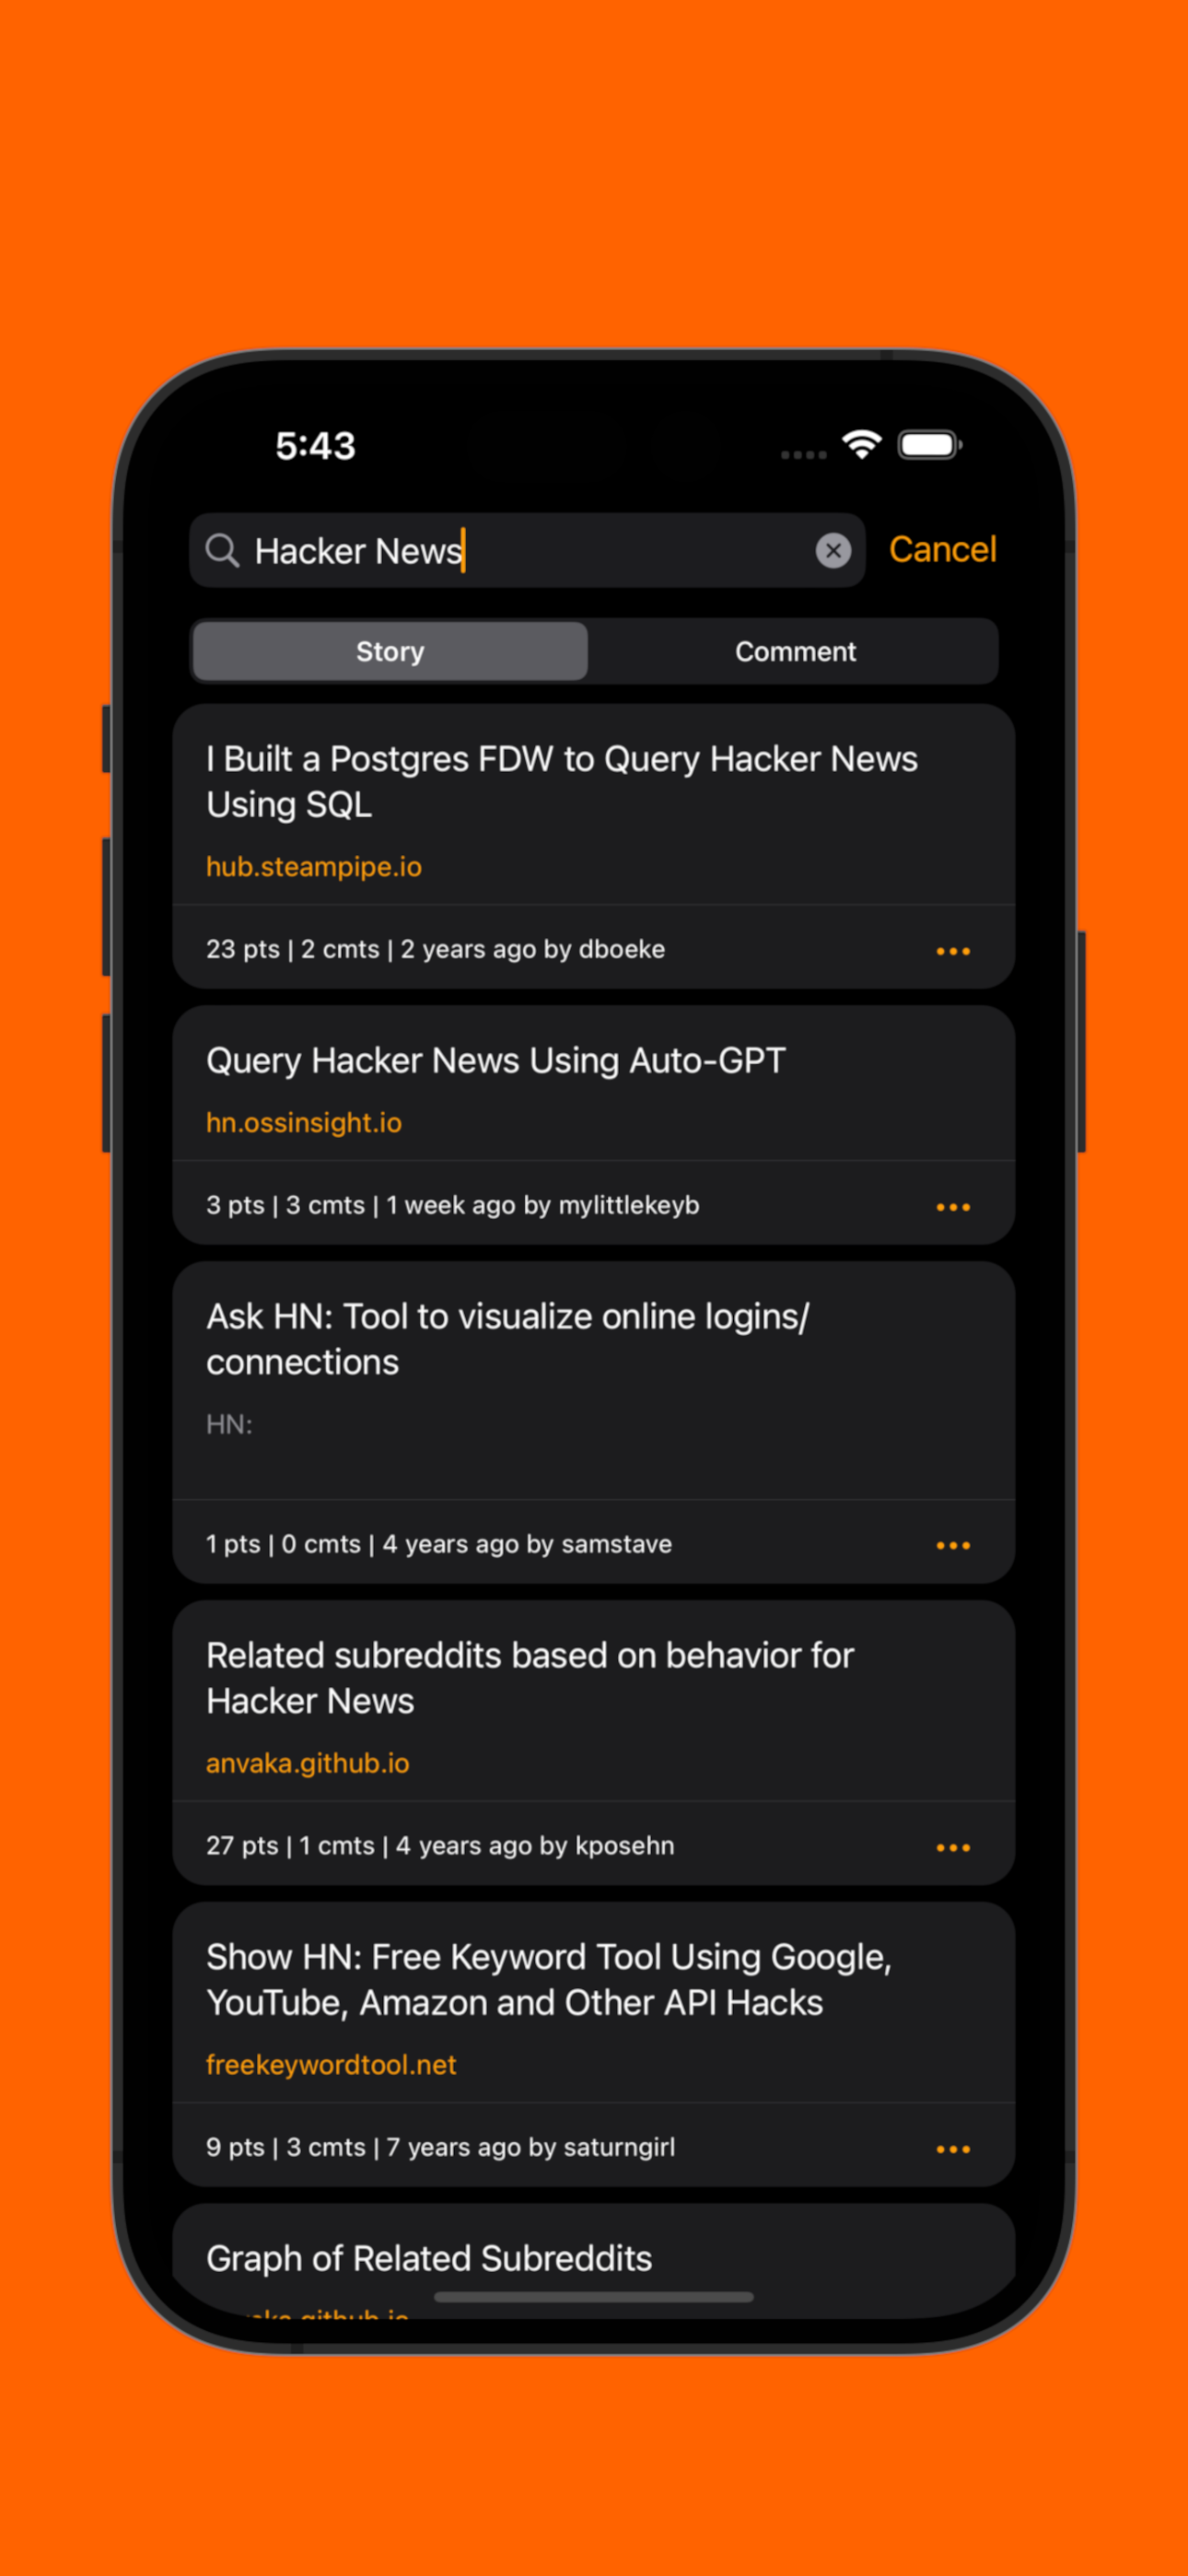 5:43
Hacker News
Cancel
Story
Comment
I Built a Postgres FDW to Query Hacker News
Using SQL
hub.steampipe.io
23 pts | 2 cmts | 2 years ago by dboeke
Query Hacker News Using Auto-GPT
hn.ossinsight.io
3 pts | 3 cmts | 1 week ago by mylittlekeyb
Ask HN: Tool to visualize online logins/
connections
HN:
1 pts | 0 cmts | 4 years ago by samstave
Related subreddits based on behavior for
Hacker News
anvaka.github.io
27 pts | 1 cmts | 4 years ago by kposehn
Show HN: Free Keyword Tool Using Google,
YouTube, Amazon and Other API Hacks
freekeywordtool.net
9 pts | 3 cmts | 7 years ago by saturngirl
Graph of Related Subreddits